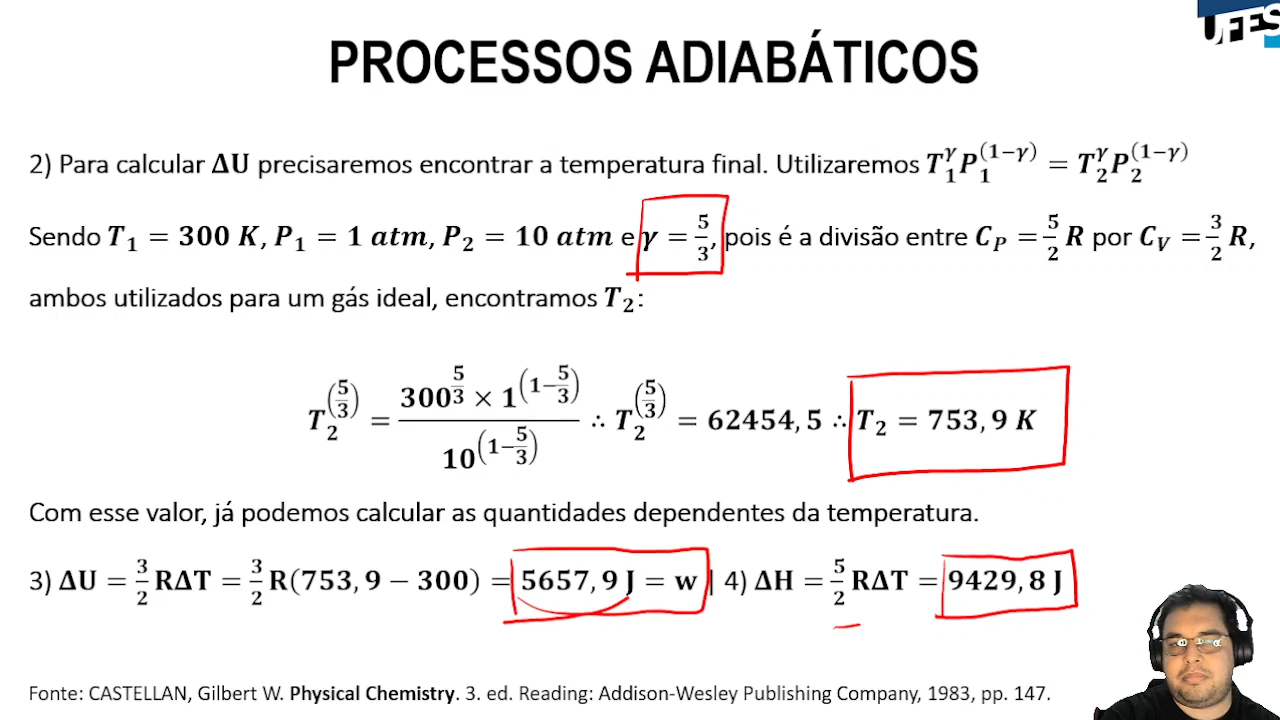 UFES
PROCESSOS ADIABÁTICOS
2) Para calcular ΔU precisaremos encontrar a temperatura final. Utilizaremos T₁^γ P₁^(1−γ) = T₂^γ P₂^(1−γ)
Sendo T₁ = 300 K, P₁ = 1 atm, P₂ = 10 atm e γ = 5/3, pois é a divisão entre C_P = 5/2 R por C_V = 3/2 R,
ambos utilizados para um gás ideal, encontramos T₂:
T₂^(5/3) = (300^(5/3) × 1^(1−5/3)) / 10^(1−5/3) ∴ T₂^(5/3) = 62454,5 ∴ T₂ = 753,9 K
Com esse valor, já podemos calcular as quantidades dependentes da temperatura.
3) ΔU = 3/2 RΔT = 3/2 R(753,9 − 300) = 5657,9 J = w | 4) ΔH = 5/2 RΔT = 9429,8 J
Fonte: CASTELLAN, Gilbert W. Physical Chemistry. 3. ed. Reading: Addison-Wesley Publishing Company, 1983, pp. 147.